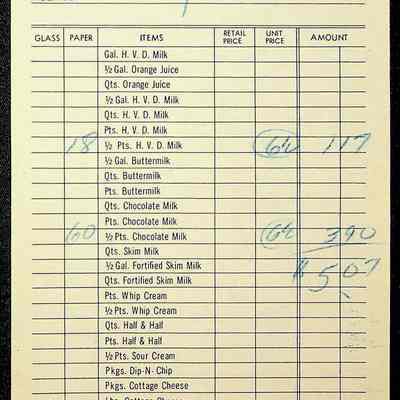 GLASS PAPER ITEMS RETAIL PRICE UNIT PRICE AMOUNT
Gal. H. V. D. Milk
½ Gal. Orange Juice
Qts. Orange Juice
½ Gal. H. V. D. Milk
Qts. H. V. D. Milk
Pts. H. V. D. Milk
18 ½ Pts. H. V. D. Milk 6½ 117
½ Gal. Buttermilk
Qts. Buttermilk
Pts. Buttermilk
Qts. Chocolate Milk
Pts. Chocolate Milk
60 ½ Pts. Chocolate Milk 6½ 390
Qts. Skim Milk
½ Gal. Fortified Skim Milk $507
Qts. Fortified Skim Milk
Pts. Whip Cream
½ Pts. Whip Cream
Qts. Half & Half
Pts. Half & Half
½ Pts. Sour Cream
Pkgs. Dip-N- Chip
Pkgs. Cottage Cheese
Lbs. Cottage Cheese